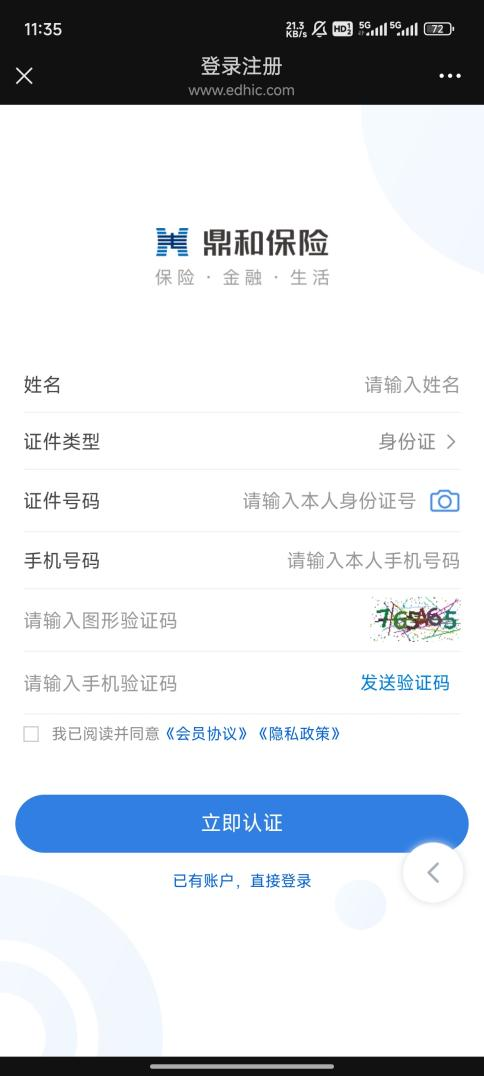 11:35 21.3 KB/s HD 5G 5G 72
登录注册
www.edhic.com
鼎和保险
保险 · 金融 · 生活
姓名 请输入姓名
证件类型 身份证
证件号码 请输入本人身份证号
手机号码 请输入本人手机号码
请输入图形验证码
请输入手机验证码 发送验证码
我已阅读并同意《会员协议》《隐私政策》
立即认证
已有账户，直接登录